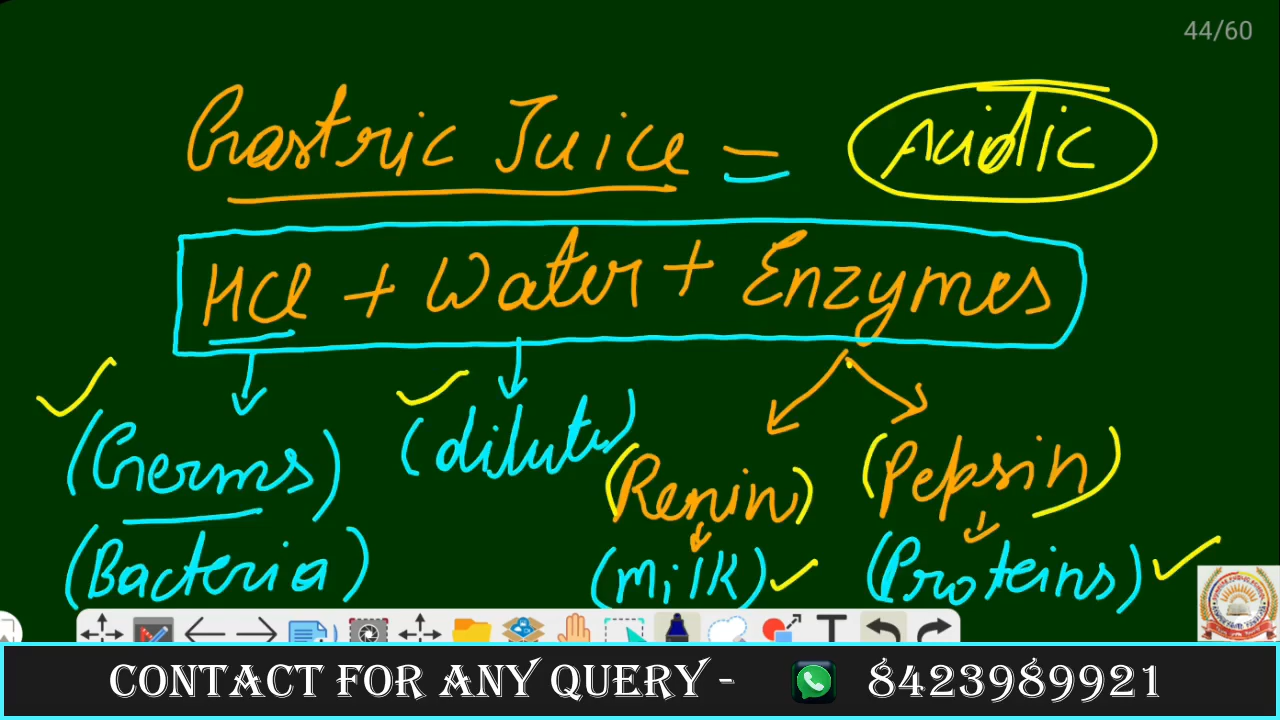 44/60
Gastric Juice = Acidic
HCl + Water + Enzymes
(Germs) (dilute) (Renin) (Pepsin)
(Bacteria) (Milk) (Proteins)
T
CONTACT FOR ANY QUERY - 8423989921